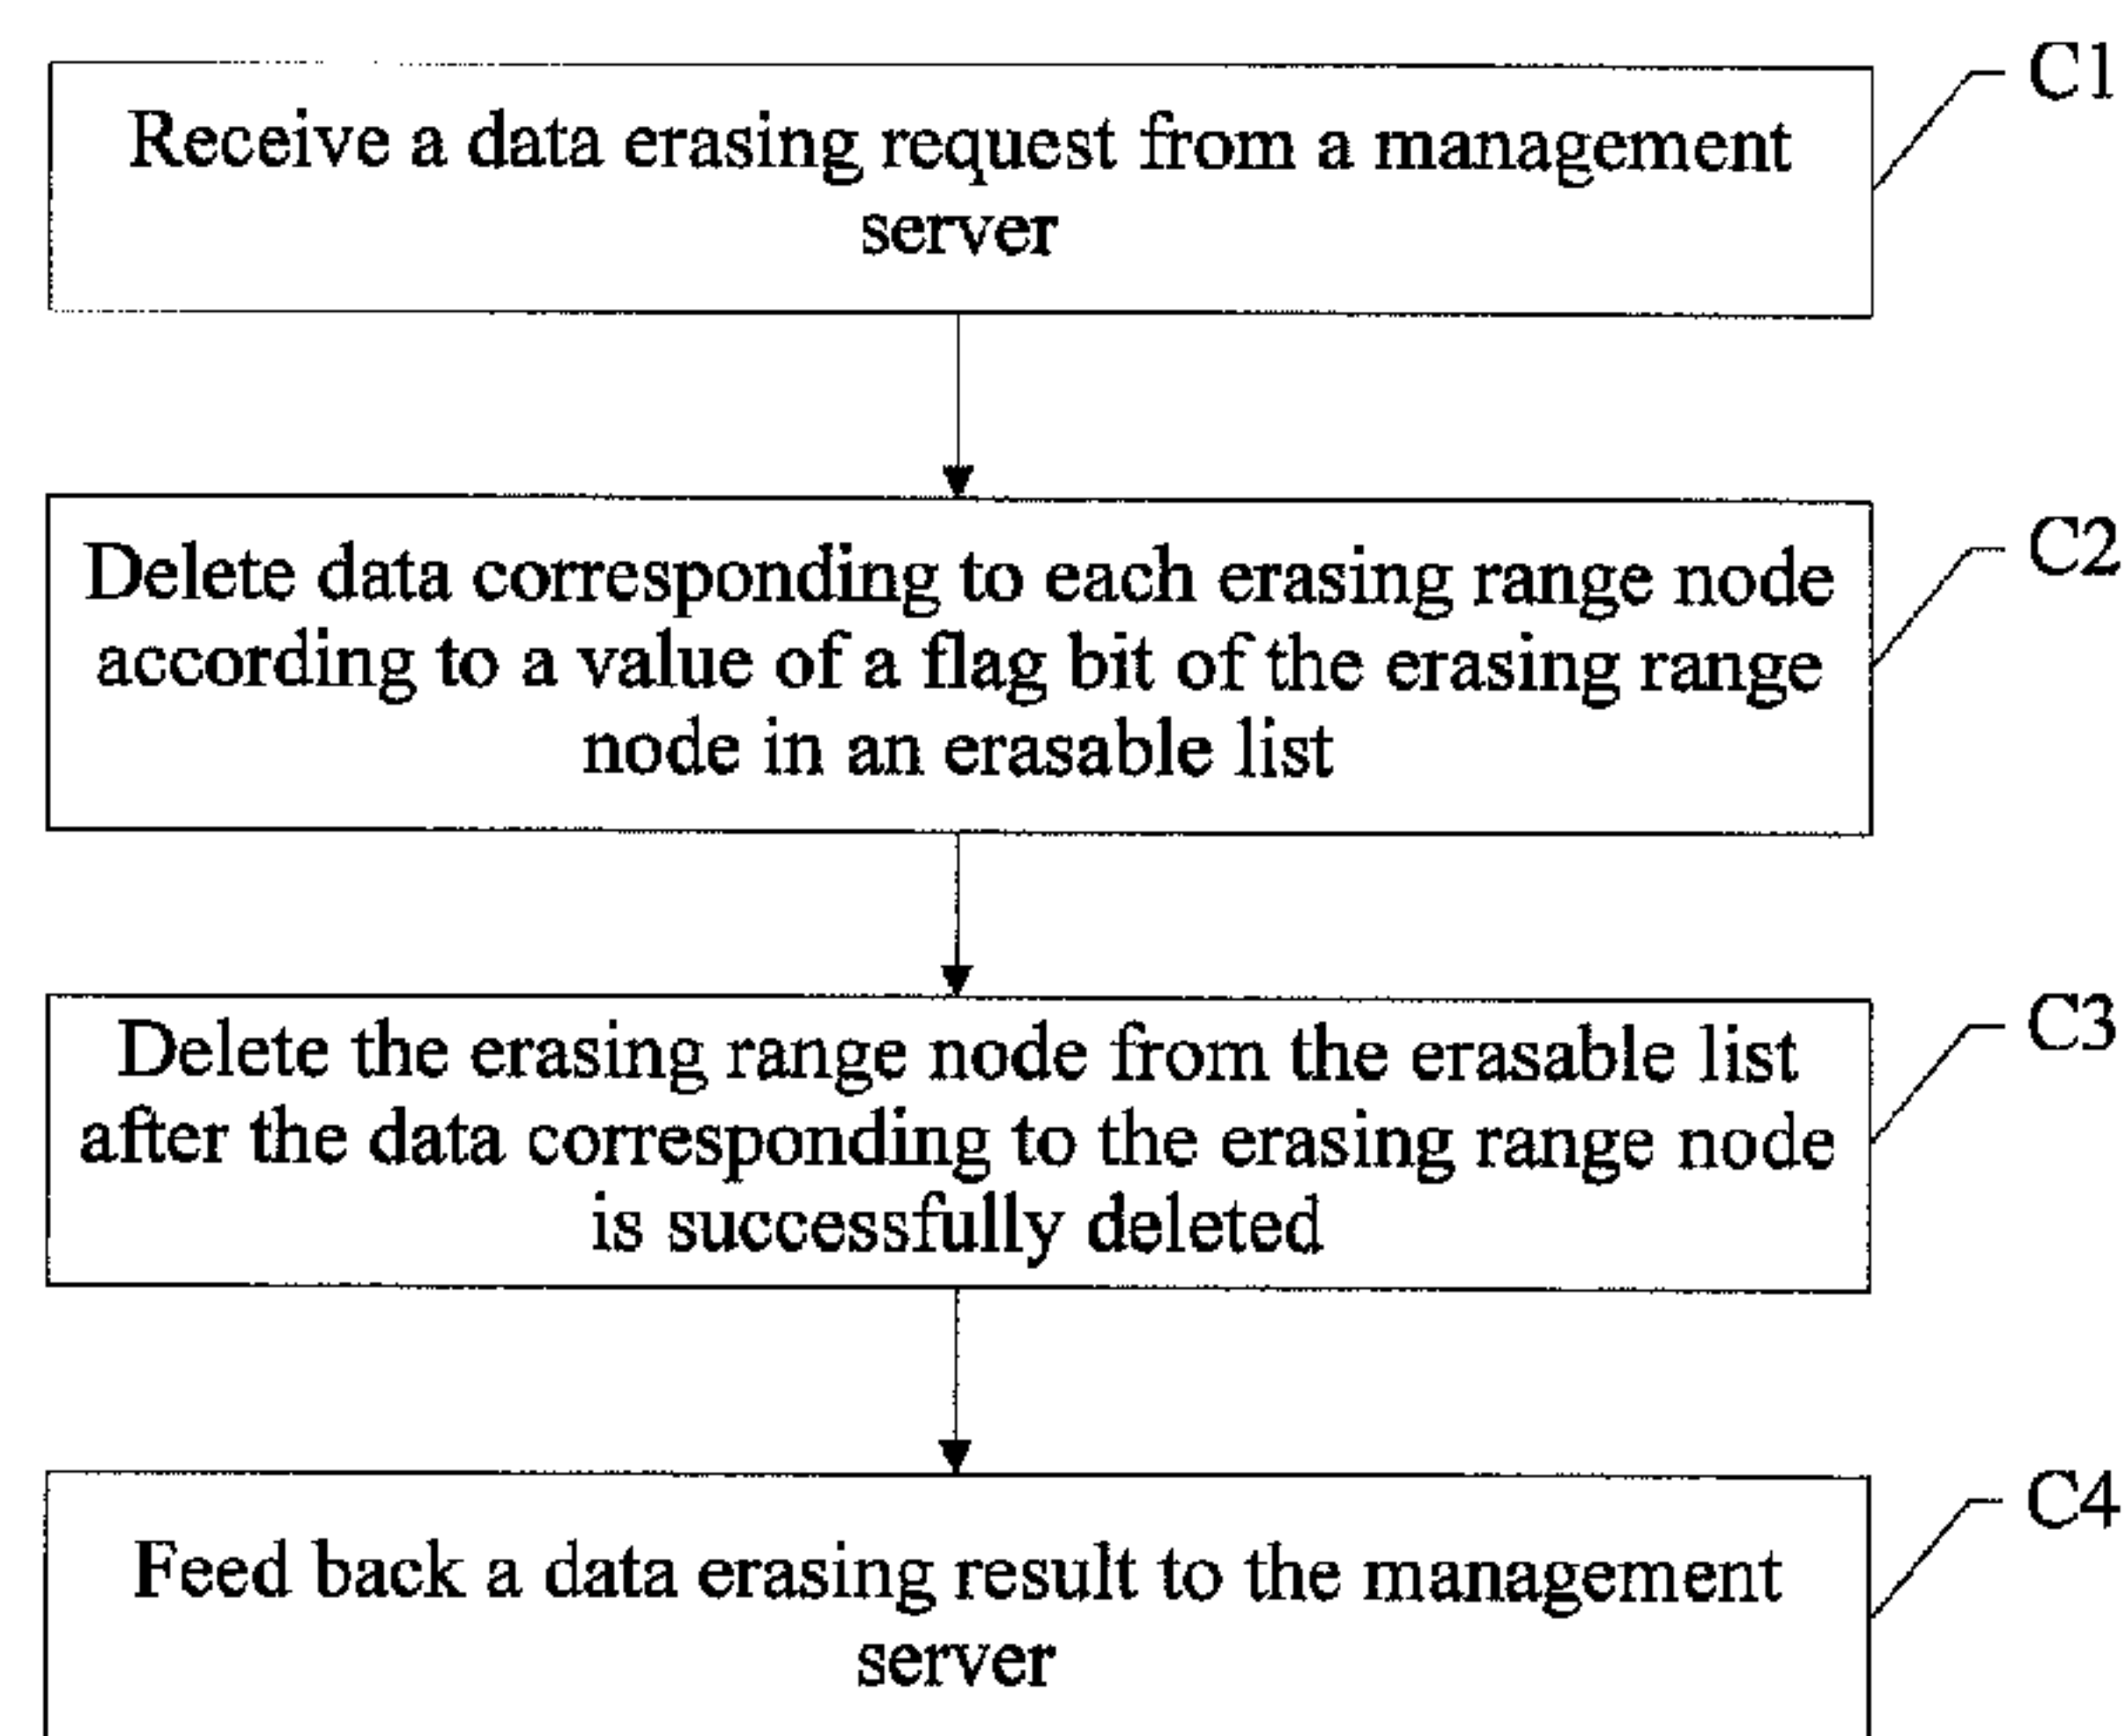 C1
Receive a data erasing request from a management
server
C2
Delete data corresponding to each erasing range node
according to a value of a flag bit of the erasing range
node in an erasable list
C3
Delete the erasing range node from the erasable list
after the data corresponding to the erasing range node
is successfully deleted
C4
Feed back a data erasing result to the management
server